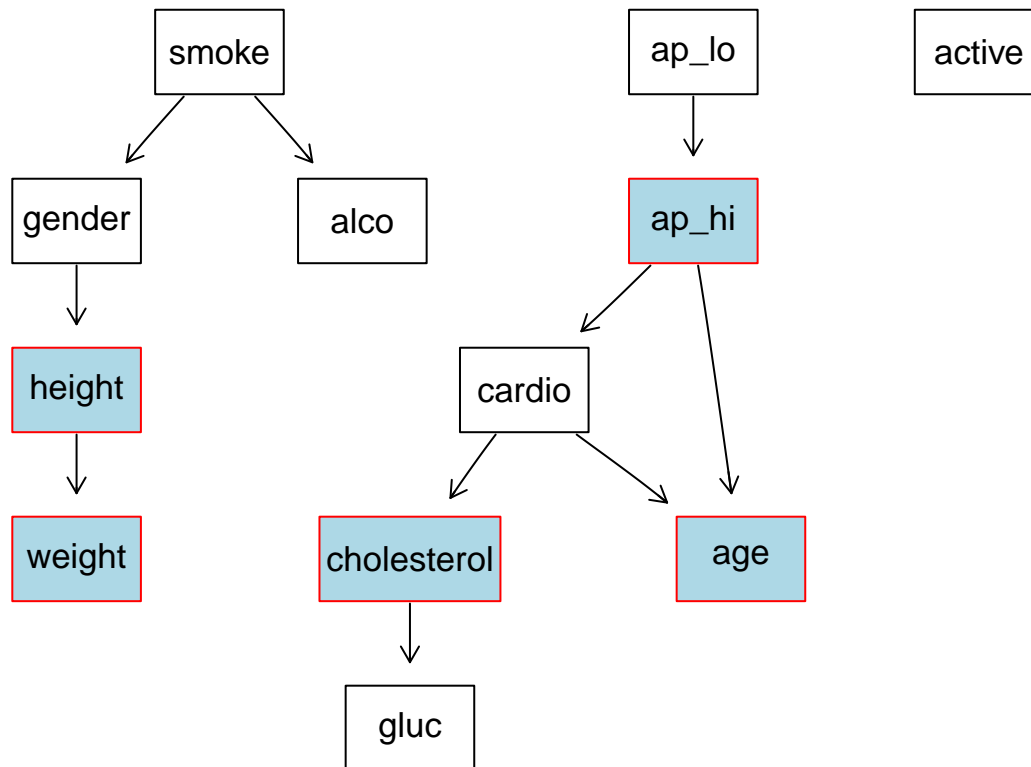 smoke
ap_lo
active
gender
alco
ap_hi
height
cardio
weight
cholesterol
age
gluc